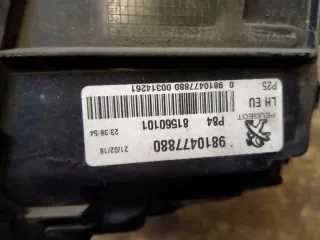 9810477880
21/02/18
P84 81560101
23:38:54
PEUGEOT
0 9810477880 00314261
LH EU
P25